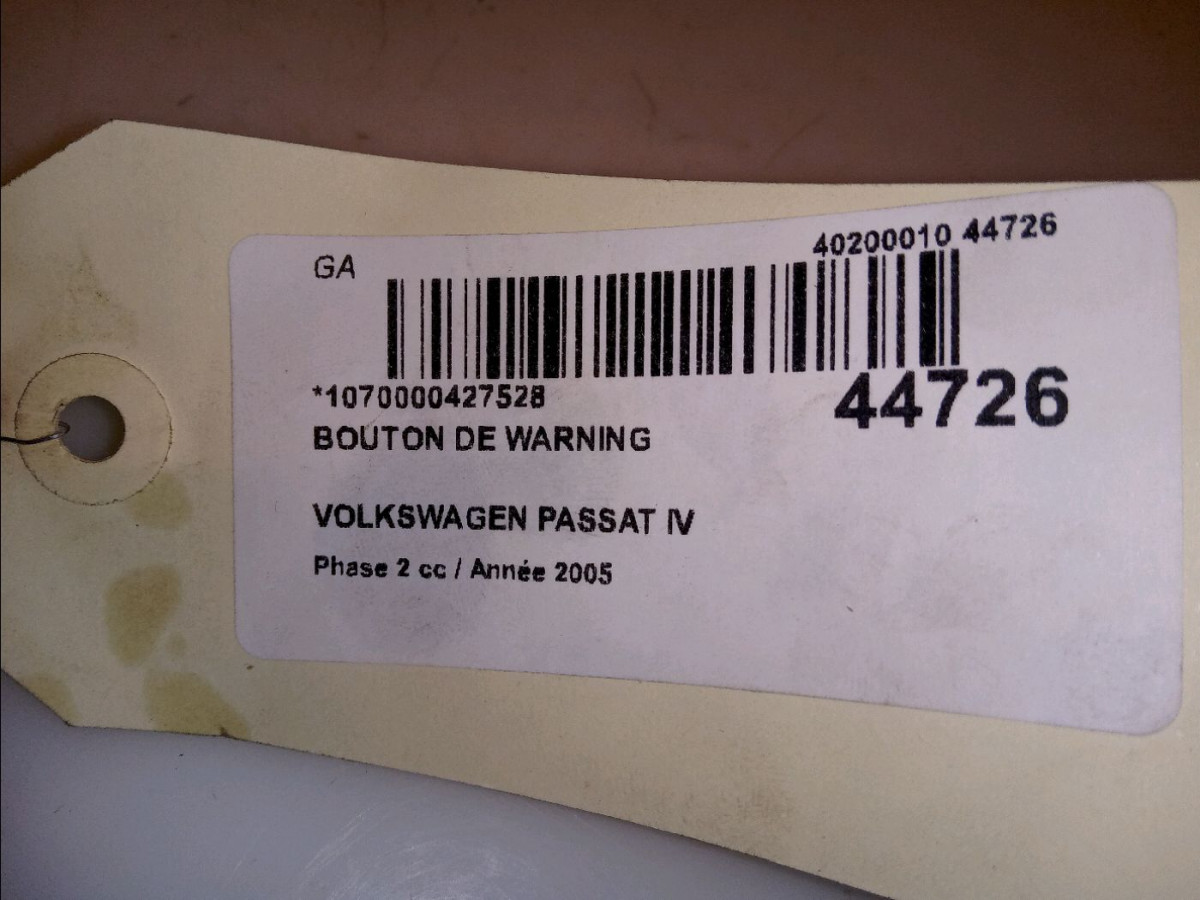 40200010 44726
GA
*1070000427528
44726
BOUTON DE WARNING
VOLKSWAGEN PASSAT IV
Phase 2 cc / Année 2005